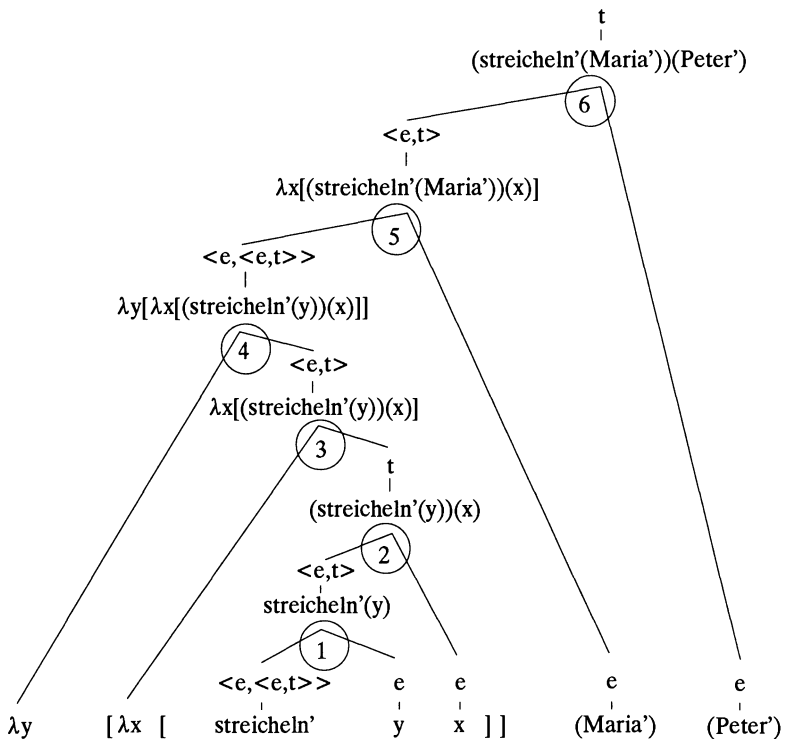 t
(streicheln'(Maria'))(Peter')
6
<e,t>
λx[(streicheln'(Maria'))(x)]
5
<e,<e,t>>
λy[λx[(streicheln'(y))(x)]]
4
<e,t>
λx[(streicheln'(y))(x)]
3
t
(streicheln'(y))(x)
2
<e,t>
streicheln'(y)
1
<e,<e,t>> e e e e
λy [ λx [ streicheln' y x ] ] (Maria') (Peter')